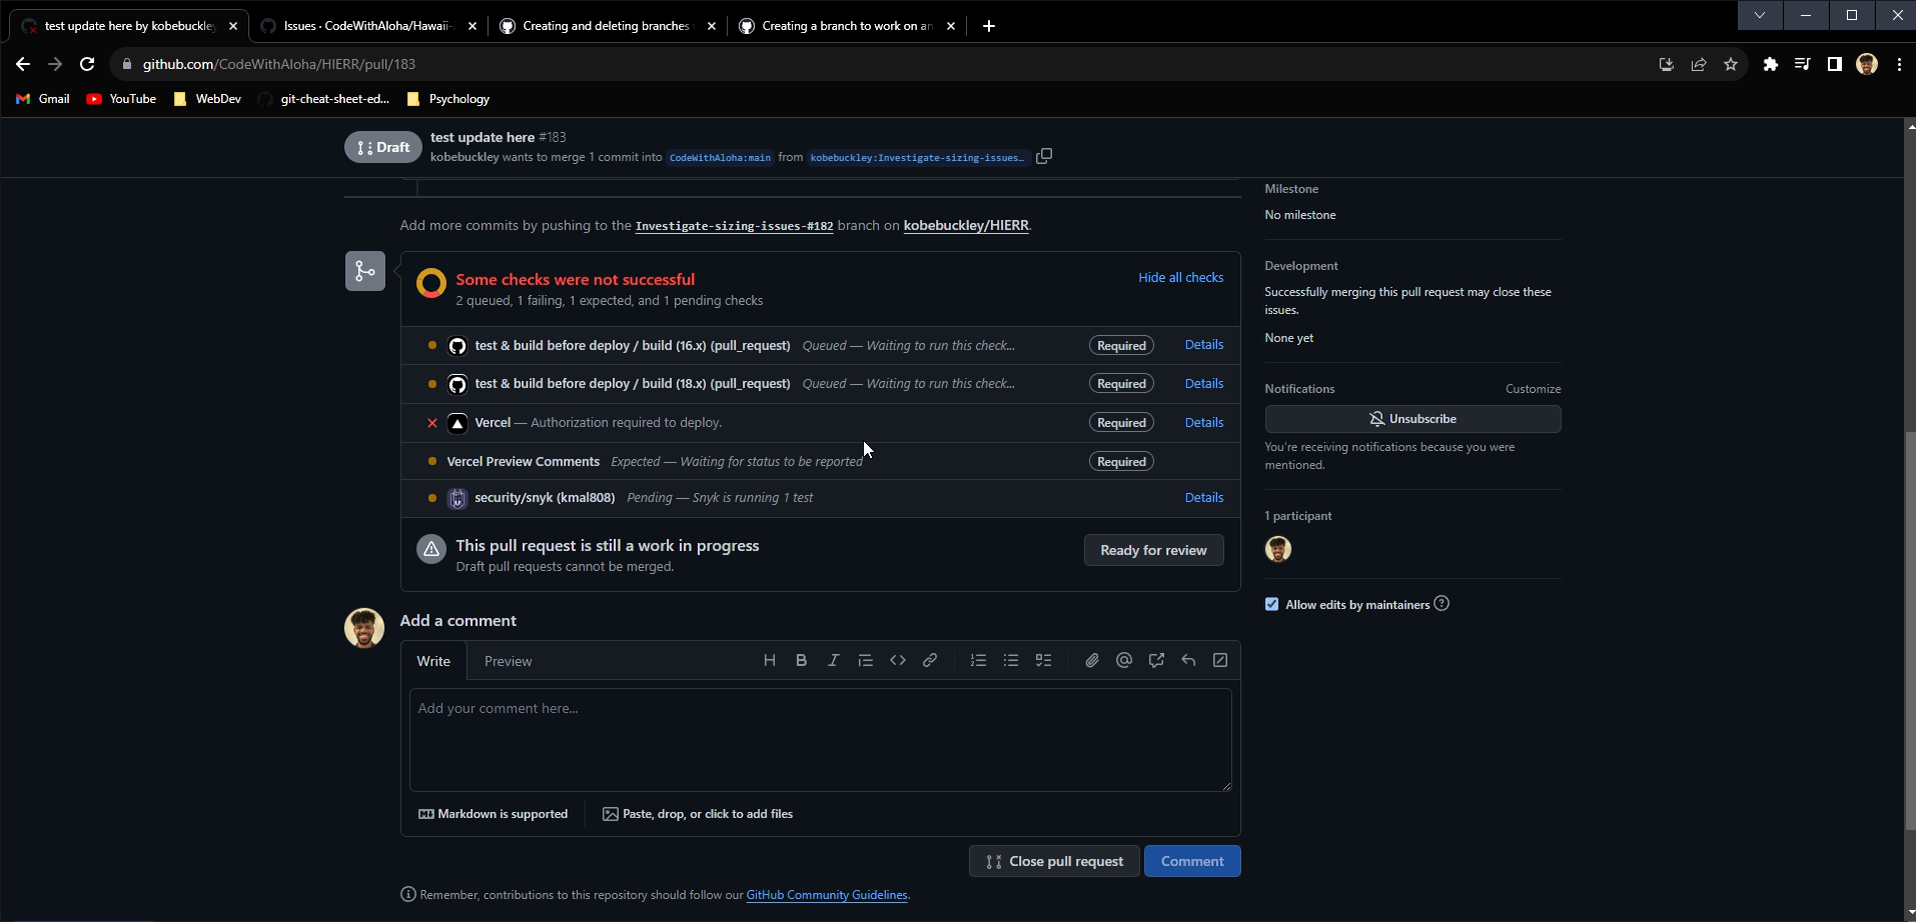 test update here by kobebuckle
Issues · CodeWithAloha/Hawaii-
Creating and deleting branches
Creating a branch to work on an
github.com/CodeWithAloha/HIERR/pull/183
Gmail
YouTube
WebDev
git-cheat-sheet-ed...
Psychology
Draft
test update here #183
kobebuckley wants to merge 1 commit into CodeWithAloha:main from kobebuckley:Investigate-sizing-issues…
Milestone
No milestone
Add more commits by pushing to the Investigate-sizing-issues-#182 branch on kobebuckley/HIERR.
Some checks were not successful
2 queued, 1 failing, 1 expected, and 1 pending checks
Hide all checks
test & build before deploy / build (16.x) (pull_request) Queued — Waiting to run this check... Required Details
test & build before deploy / build (18.x) (pull_request) Queued — Waiting to run this check... Required Details
Vercel — Authorization required to deploy. Required Details
Vercel Preview Comments Expected — Waiting for status to be reported Required
security/snyk (kmal808) Pending — Snyk is running 1 test Details
This pull request is still a work in progress
Draft pull requests cannot be merged.
Ready for review
Development
Successfully merging this pull request may close these
issues.
None yet
Notifications
Customize
Unsubscribe
You're receiving notifications because you were
mentioned.
1 participant
Allow edits by maintainers
Add a comment
Write
Preview
Add your comment here...
Markdown is supported
Paste, drop, or click to add files
Close pull request
Comment
Remember, contributions to this repository should follow our GitHub Community Guidelines.